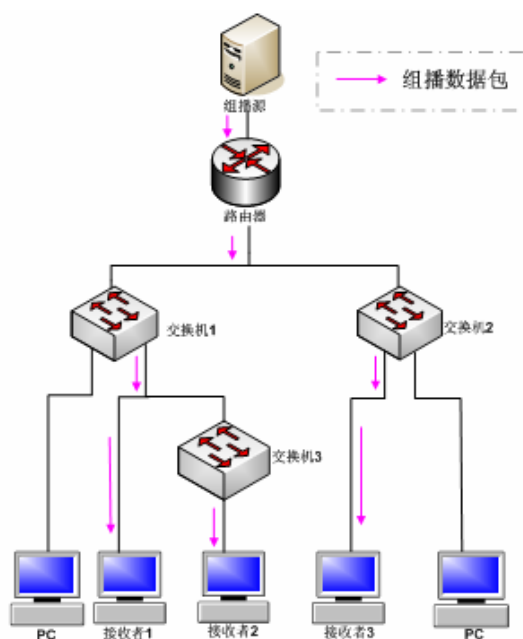 组播源
组播数据包
路由器
交换机1
交换机2
交换机3
PC
接收者1
接收者2
接收者3
PC